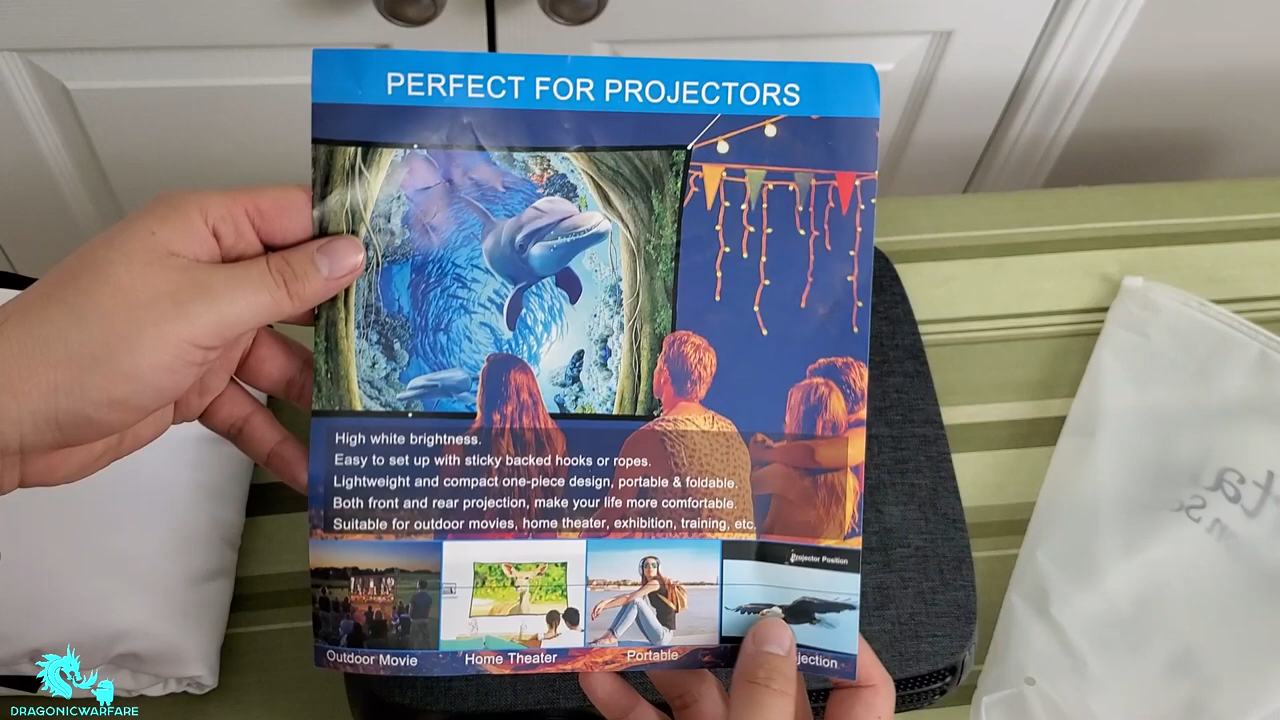 PERFECT FOR PROJECTORS
High white brightness.
Easy to set up with sticky backed hooks or ropes.
Lightweight and compact one-piece design, portable & foldable.
Both front and rear projection, make your life more comfortable.
Suitable for outdoor movies, home theater, exhibition, training, etc.
Projector Position
Outdoor Movie
Home Theater
Portable
jection
DRAGONICWARFARE